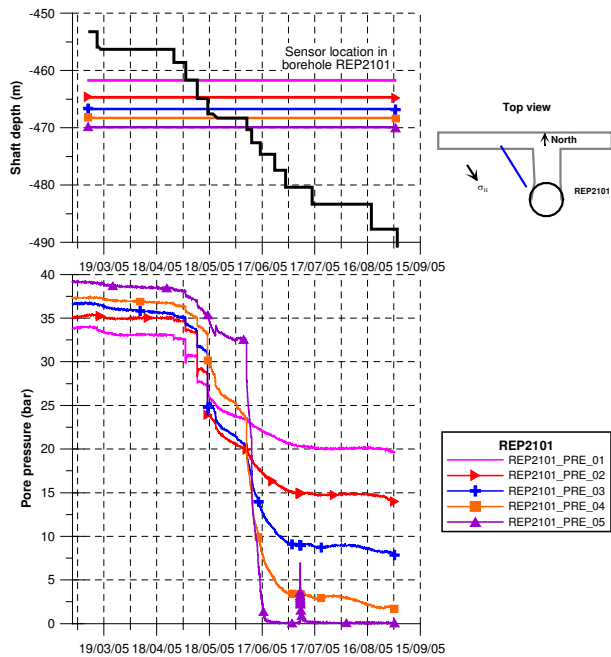 -450
-460
-470
-480
-490
Shaft depth (m)
Sensor location in
borehole REP2101
19/03/05 18/04/05 18/05/05 17/06/05 17/07/05 16/08/05 15/09/05
Top view
North
REP2101
σH
40
35
30
25
20
15
10
5
0
Pore pressure (bar)
19/03/05 18/04/05 18/05/05 17/06/05 17/07/05 16/08/05 15/09/05
REP2101
REP2101_PRE_01
REP2101_PRE_02
REP2101_PRE_03
REP2101_PRE_04
REP2101_PRE_05